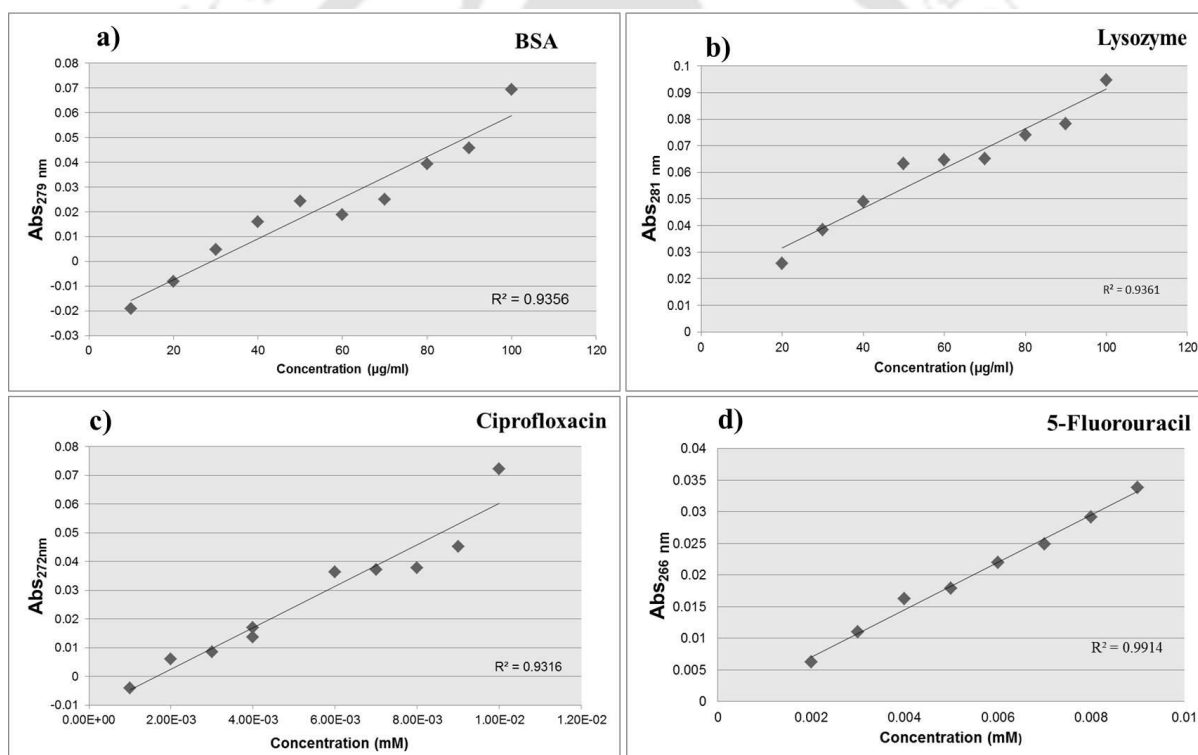 a)
BSA
0.08
0.07
0.06
0.05
0.04
0.03
0.02
0.01
0
-0.01
-0.02
-0.03
Abs279 nm
R² = 0.9356
0 20 40 60 80 100 120
Concentration (µg/ml)
b)
Lysozyme
0.1
0.09
0.08
0.07
0.06
0.05
0.04
0.03
0.02
0.01
0
Abs281 nm
R² = 0.9361
0 20 40 60 80 100 120
Concentration (µg/ml)
c)
Ciprofloxacin
0.08
0.07
0.06
0.05
0.04
0.03
0.02
0.01
0
-0.01
Abs272nm
R² = 0.9316
0.00E+00 2.00E-03 4.00E-03 6.00E-03 8.00E-03 1.00E-02 1.20E-02
Concentration (mM)
d)
5-Fluorouracil
0.04
0.035
0.03
0.025
0.02
0.015
0.01
0.005
0
Abs266 nm
R² = 0.9914
0 0.002 0.004 0.006 0.008 0.01
Concentration (mM)